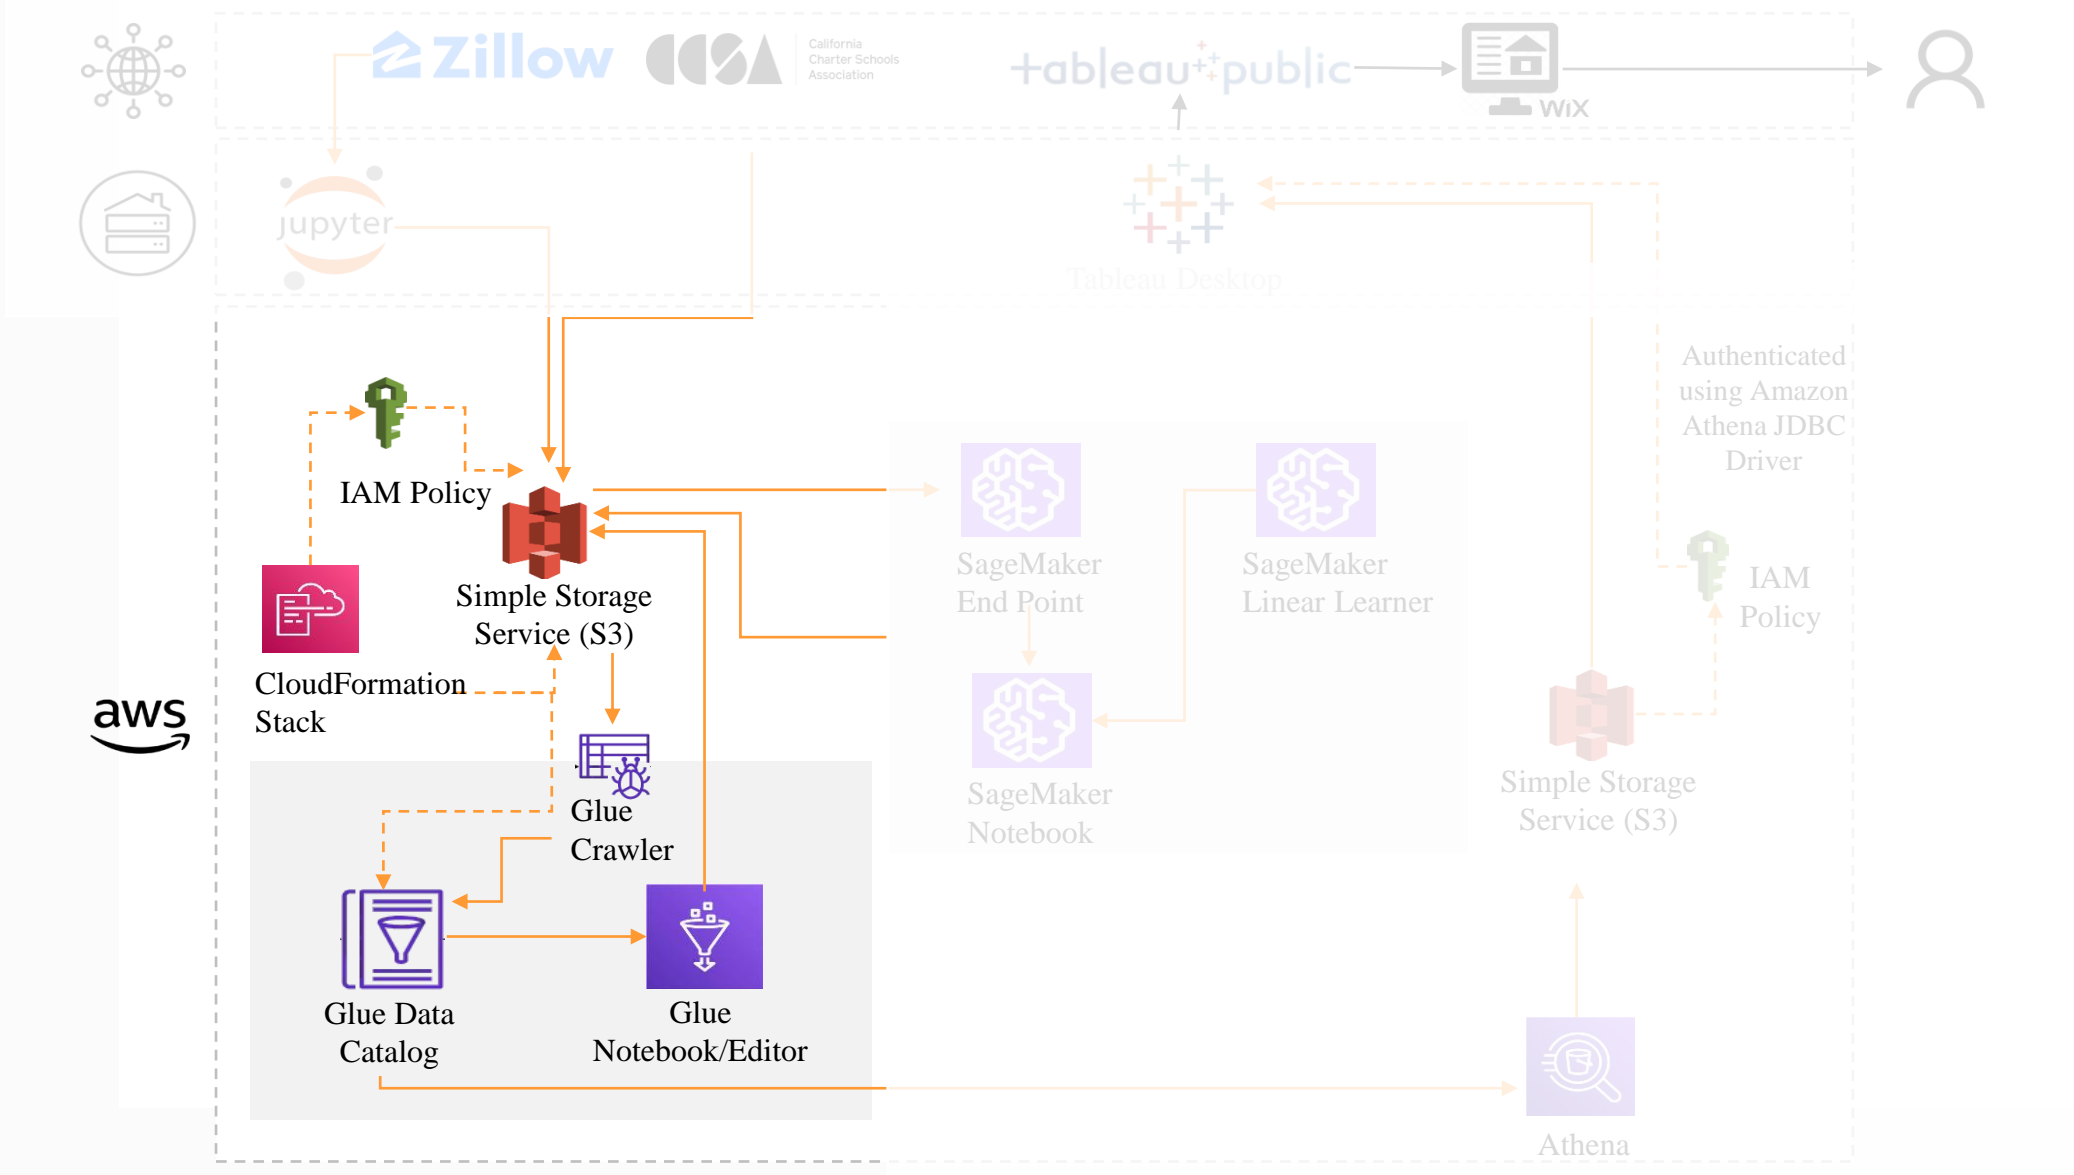 Zillow
CCSA
California
Charter Schools
Association
+ableau public
WiX
jupyter
Tableau Desktop
Authenticated
using Amazon
Athena JDBC
Driver
IAM Policy
Simple Storage
Service (S3)
CloudFormation
Stack
aws
SageMaker
End Point
SageMaker
Linear Learner
IAM
Policy
SageMaker
Notebook
Simple Storage
Service (S3)
Glue
Crawler
Glue Data
Catalog
Glue
Notebook/Editor
Athena